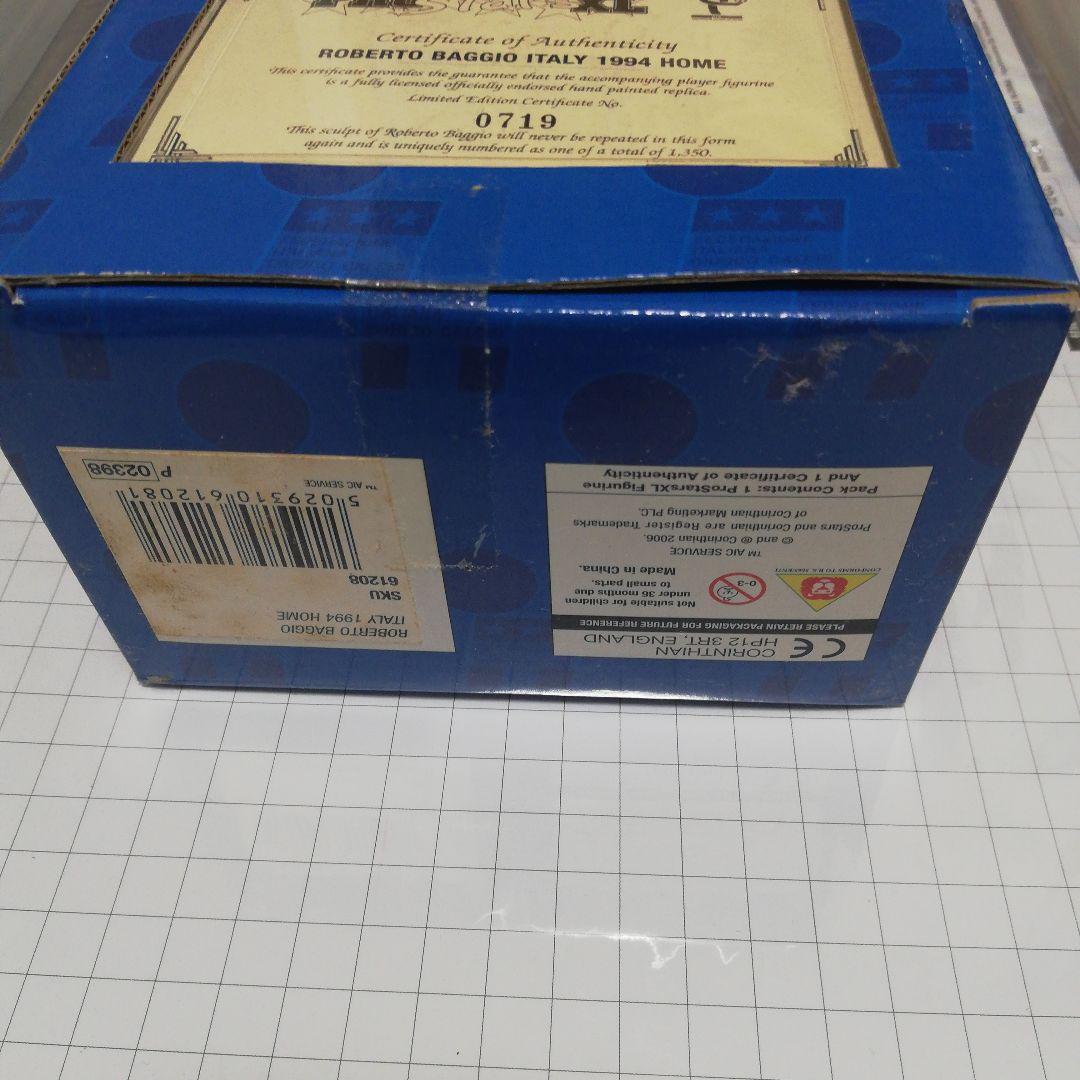 Certificate of Authenticity
ROBERTO BAGGIO ITALY 1994 HOME
This certificate provides the guarantee that the accompanying player figurine
is a fully licensed officially endorsed hand painted replica.
Limited Edition Certificate No.
0719
This sculpt of Roberto Baggio will never be repeated in this form
again and is uniquely numbered as one of a total of 1,350.
ROBERTO BAGGIO
ITALY 1994 HOME
SKU
61208
5 029310 612081
TM AIC SERVICE
P 02398
CE
CORINTHIAN
HP12 3RT, ENGLAND
PLEASE RETAIN PACKAGING FOR FUTURE REFERENCE
Not suitable for children
under 36 months due
to small parts.
Made in China.
0-3
CONFORMS TO B.S. 5665/EN71
TM AIC SERVICE
© and ® Corinthian 2006.
ProStars and Corinthian are Register Trademarks
of Corinthian Marketing PLC.
Pack Contents: 1 ProStarsXL Figurine
And 1 Certificate of Authenticity